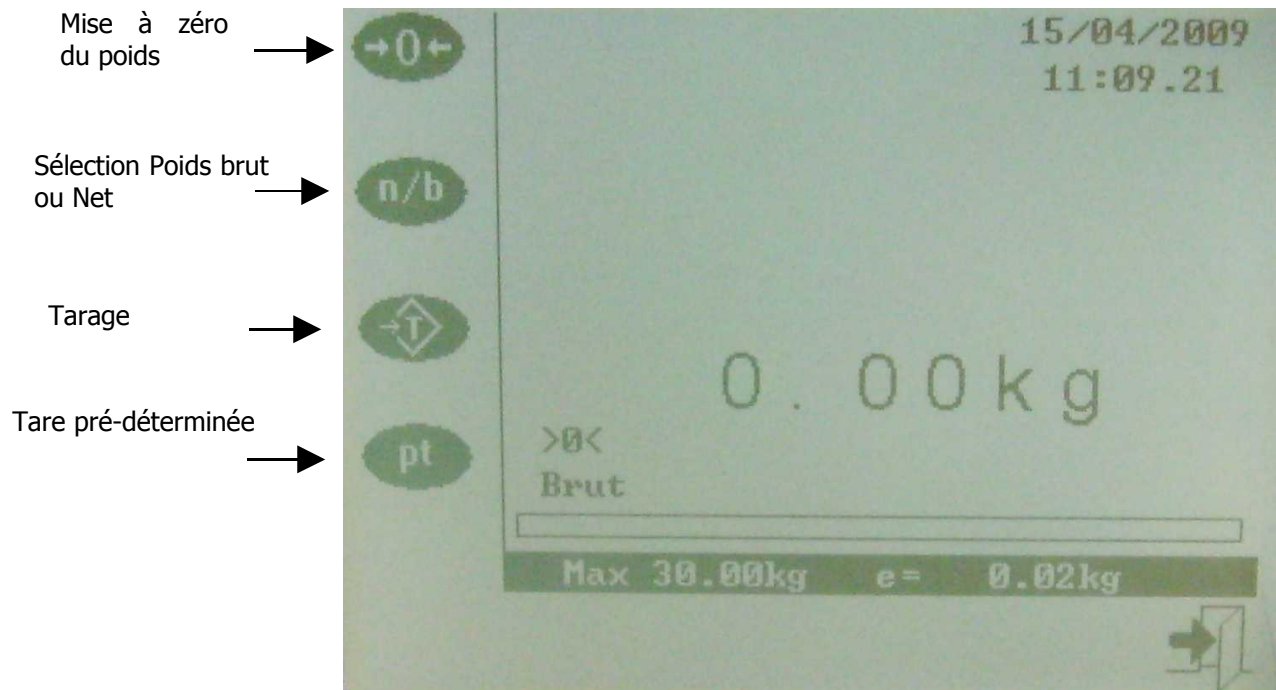 Mise à zéro
du poids
→0←
15/04/2009
11:09.21
Sélection Poids brut
ou Net
n/b
Tarage
→T
0.00kg
Tare pré-déterminée
pt
>0<
Brut
Max 30.00kg e= 0.02kg